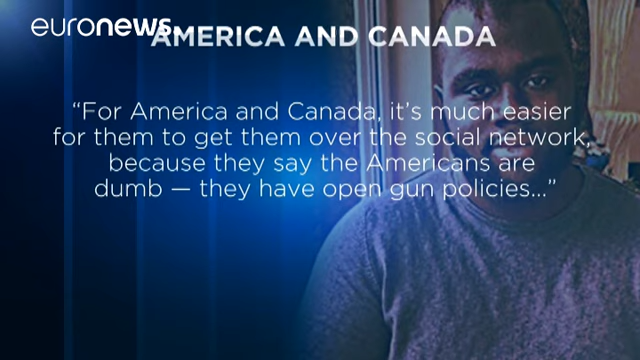 euronews.
AMERICA AND CANADA
“For America and Canada, it’s much easier
for them to get them over the social network,
because they say the Americans are
dumb — they have open gun policies...”